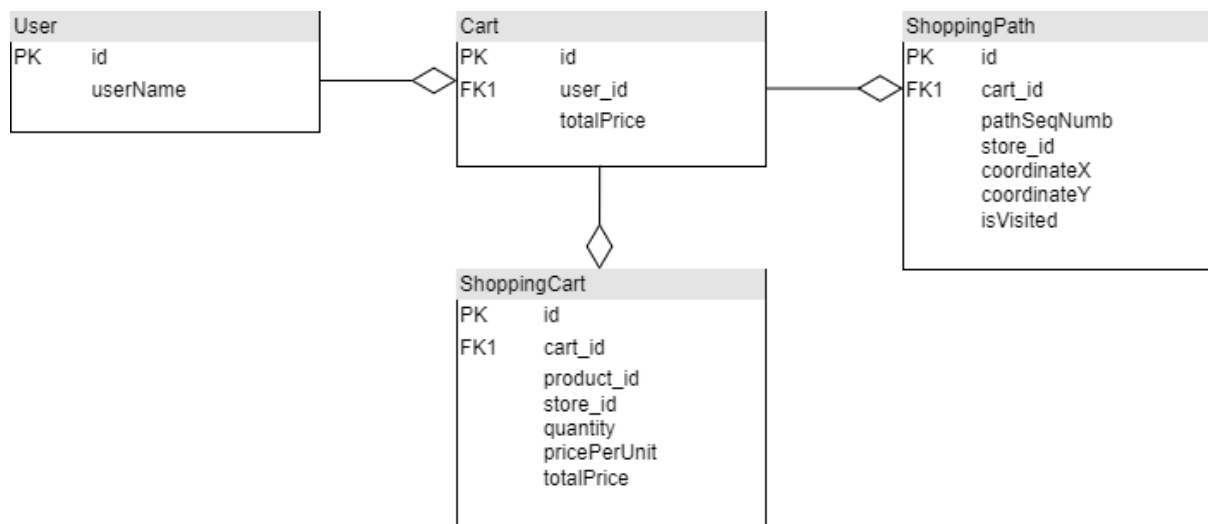 User
PK id
userName
Cart
PK id
FK1 user_id
totalPrice
ShoppingPath
PK id
FK1 cart_id
pathSeqNumb
store_id
coordinateX
coordinateY
isVisited
ShoppingCart
PK id
FK1 cart_id
product_id
store_id
quantity
pricePerUnit
totalPrice